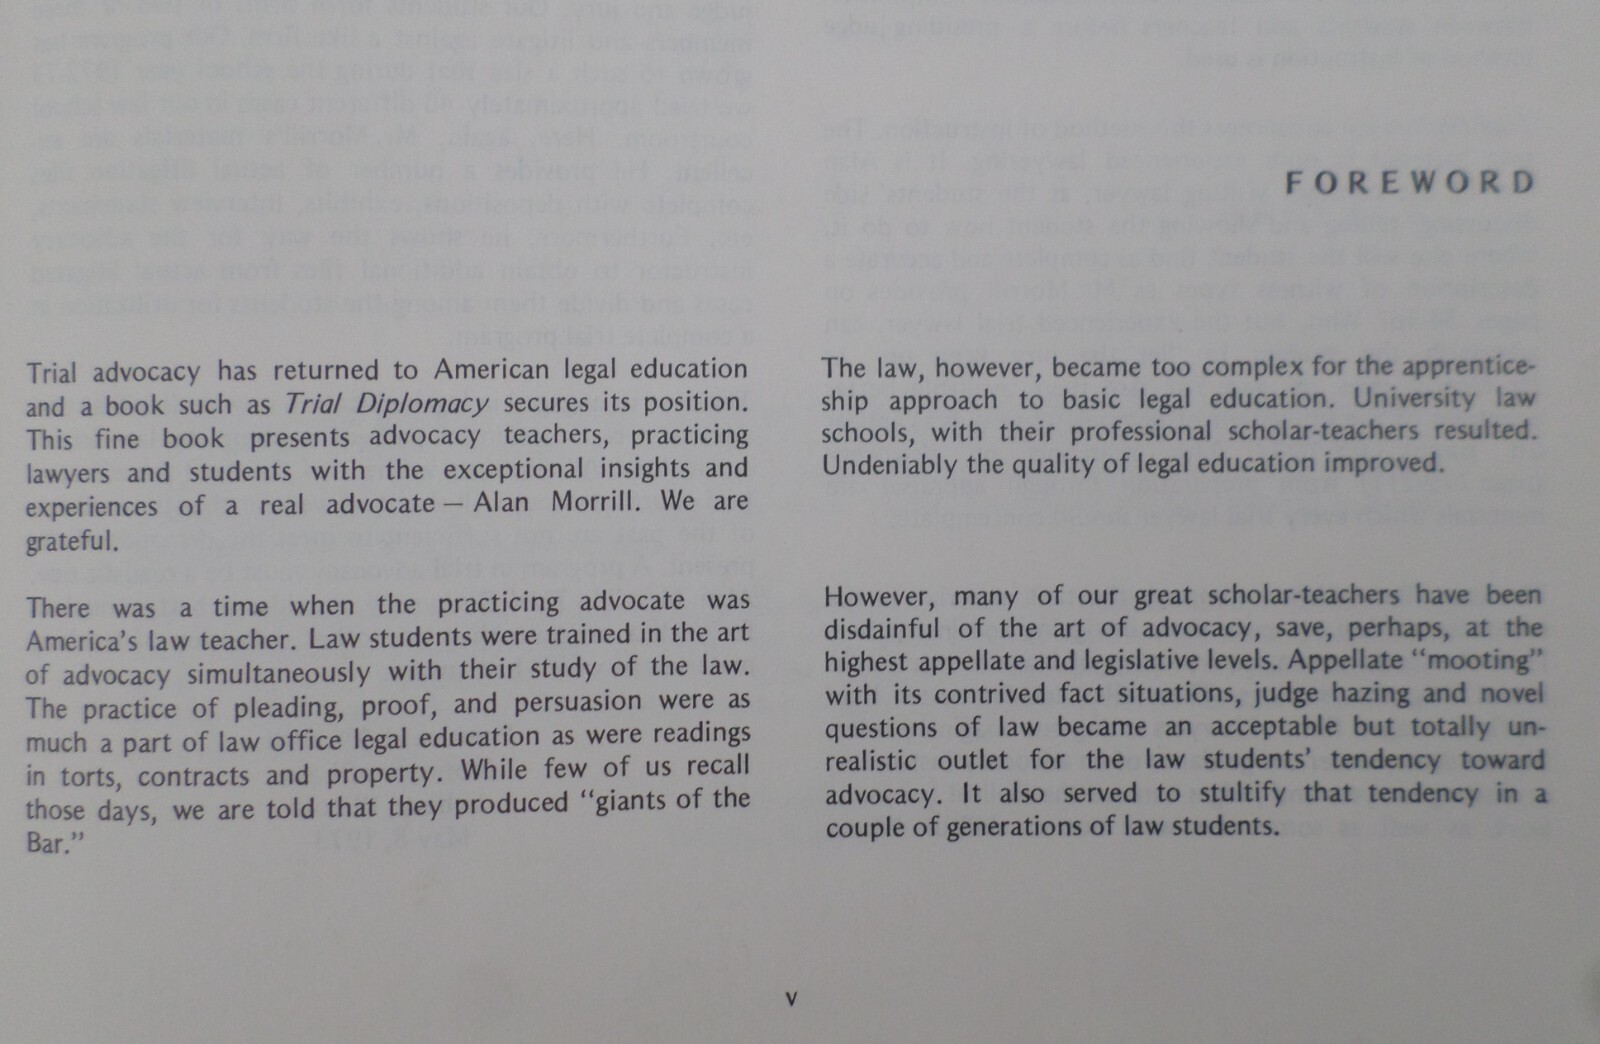 FOREWORD
Trial advocacy has returned to American legal education
and a book such as Trial Diplomacy secures its position.
This fine book presents advocacy teachers, practicing
lawyers and students with the exceptional insights and
experiences of a real advocate — Alan Morrill. We are
grateful.
There was a time when the practicing advocate was
America's law teacher. Law students were trained in the art
of advocacy simultaneously with their study of the law.
The practice of pleading, proof, and persuasion were as
much a part of law office legal education as were readings
in torts, contracts and property. While few of us recall
those days, we are told that they produced "giants of the
Bar."
The law, however, became too complex for the apprentice-
ship approach to basic legal education. University law
schools, with their professional scholar-teachers resulted.
Undeniably the quality of legal education improved.
However, many of our great scholar-teachers have been
disdainful of the art of advocacy, save, perhaps, at the
highest appellate and legislative levels. Appellate "mooting"
with its contrived fact situations, judge hazing and novel
questions of law became an acceptable but totally un-
realistic outlet for the law students' tendency toward
advocacy. It also served to stultify that tendency in a
couple of generations of law students.
v